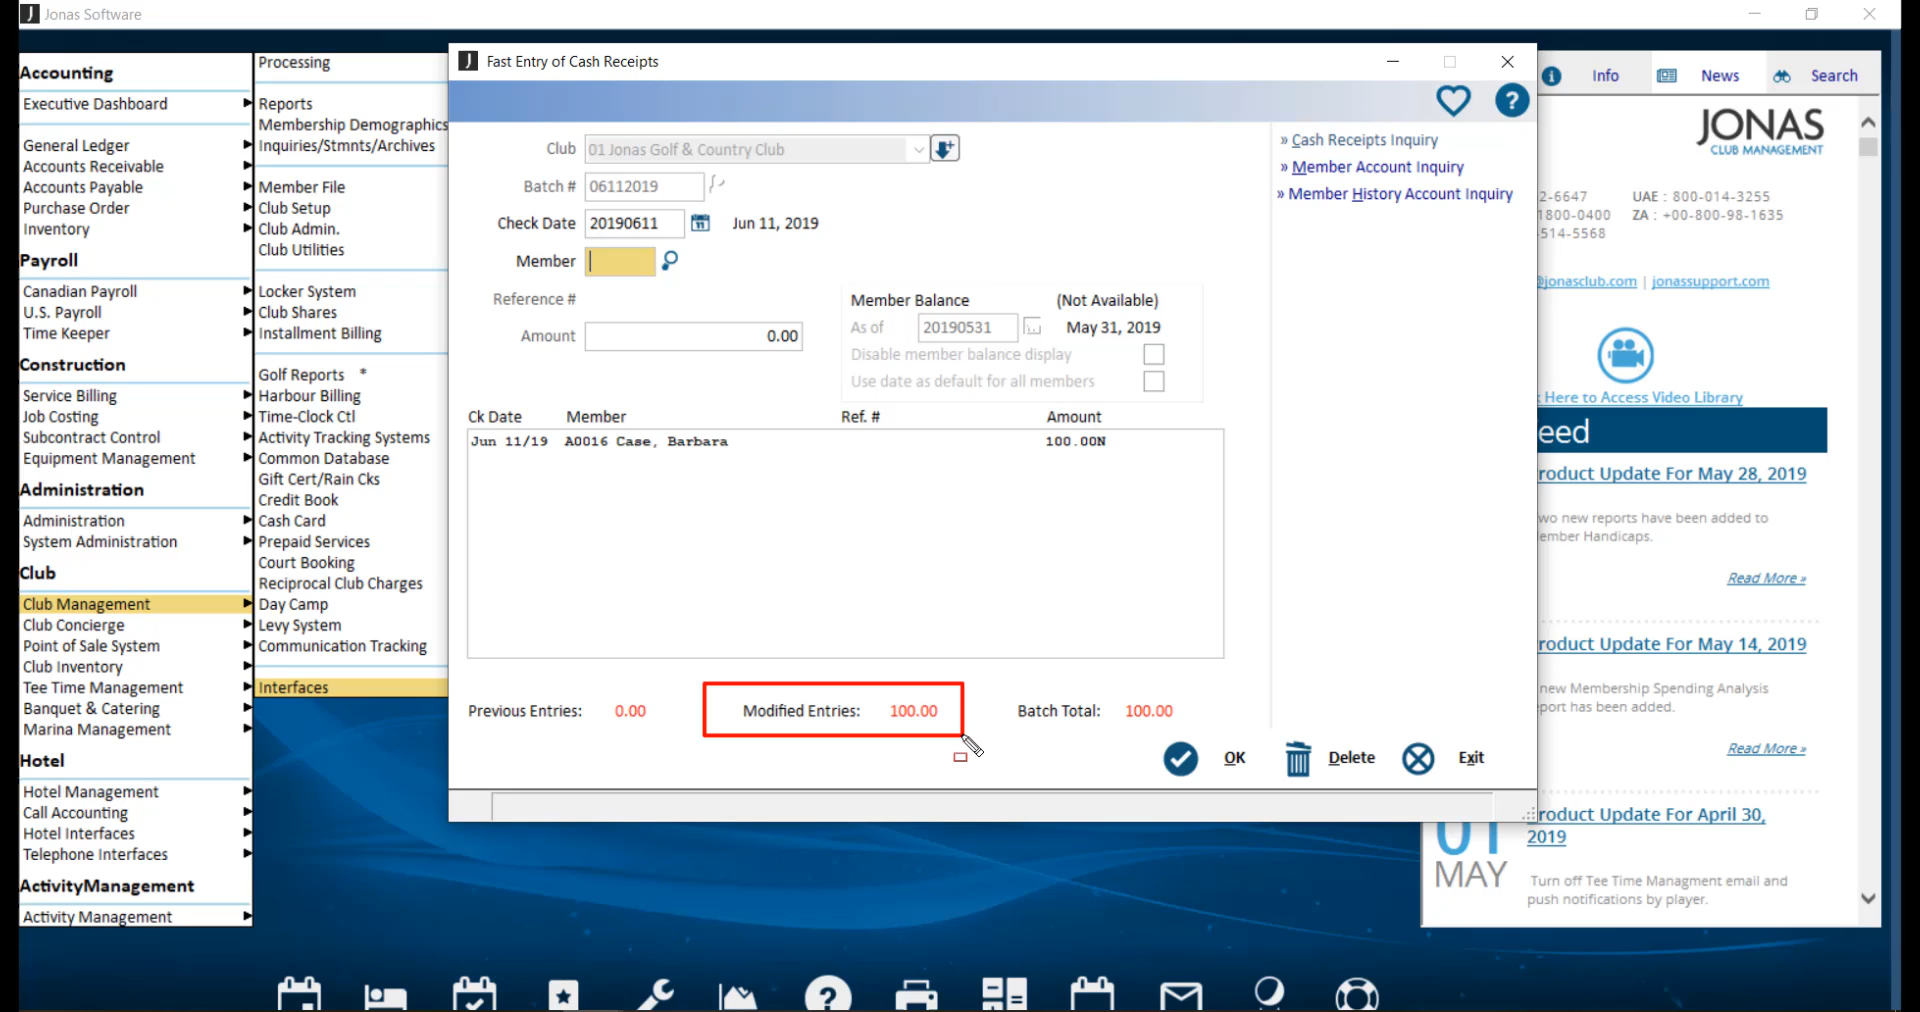 Jonas Software
Accounting
Executive Dashboard
General Ledger
Accounts Receivable
Accounts Payable
Purchase Order
Inventory
Payroll
Canadian Payroll
U.S. Payroll
Time Keeper
Construction
Service Billing
Job Costing
Subcontract Control
Equipment Management
Administration
Administration
System Administration
Club
Club Management
Club Concierge
Point of Sale System
Club Inventory
Tee Time Management
Banquet & Catering
Marina Management
Hotel
Hotel Management
Call Accounting
Hotel Interfaces
Telephone Interfaces
ActivityManagement
Activity Management
Processing
Reports
Membership Demographics
Inquiries/Stmnts/Archives
Member File
Club Setup
Club Admin.
Club Utilities
Locker System
Club Shares
Installment Billing
Golf Reports *
Harbour Billing
Time-Clock Ctl
Activity Tracking Systems
Common Database
Gift Cert/Rain Cks
Credit Book
Cash Card
Prepaid Services
Court Booking
Reciprocal Club Charges
Day Camp
Levy System
Communication Tracking
Interfaces
Fast Entry of Cash Receipts
Club 01 Jonas Golf & Country Club
Batch # 06112019
Check Date 20190611 Jun 11, 2019
Member
Reference #
Amount 0.00
Member Balance (Not Available)
As of 20190531 May 31, 2019
Disable member balance display
Use date as default for all members
Ck Date Member Ref. # Amount
Jun 11/19 A0016 Case, Barbara 100.00N
Previous Entries: 0.00 Modified Entries: 100.00 Batch Total: 100.00
OK Delete Exit
» Cash Receipts Inquiry
» Member Account Inquiry
» Member History Account Inquiry
Info News Search
JONAS
CLUB MANAGEMENT
2-6647 UAE : 800-014-3255
1800-0400 ZA : +00-800-98-1635
-514-5568
@jonasclub.com | jonassupport.com
Here to Access Video Library
eed
roduct Update For May 28, 2019
wo new reports have been added to
ember Handicaps.
Read More »
roduct Update For May 14, 2019
new Membership Spending Analysis
port has been added.
Read More »
roduct Update For April 30,
2019
01
MAY
Turn off Tee Time Managment email and
push notifications by player.